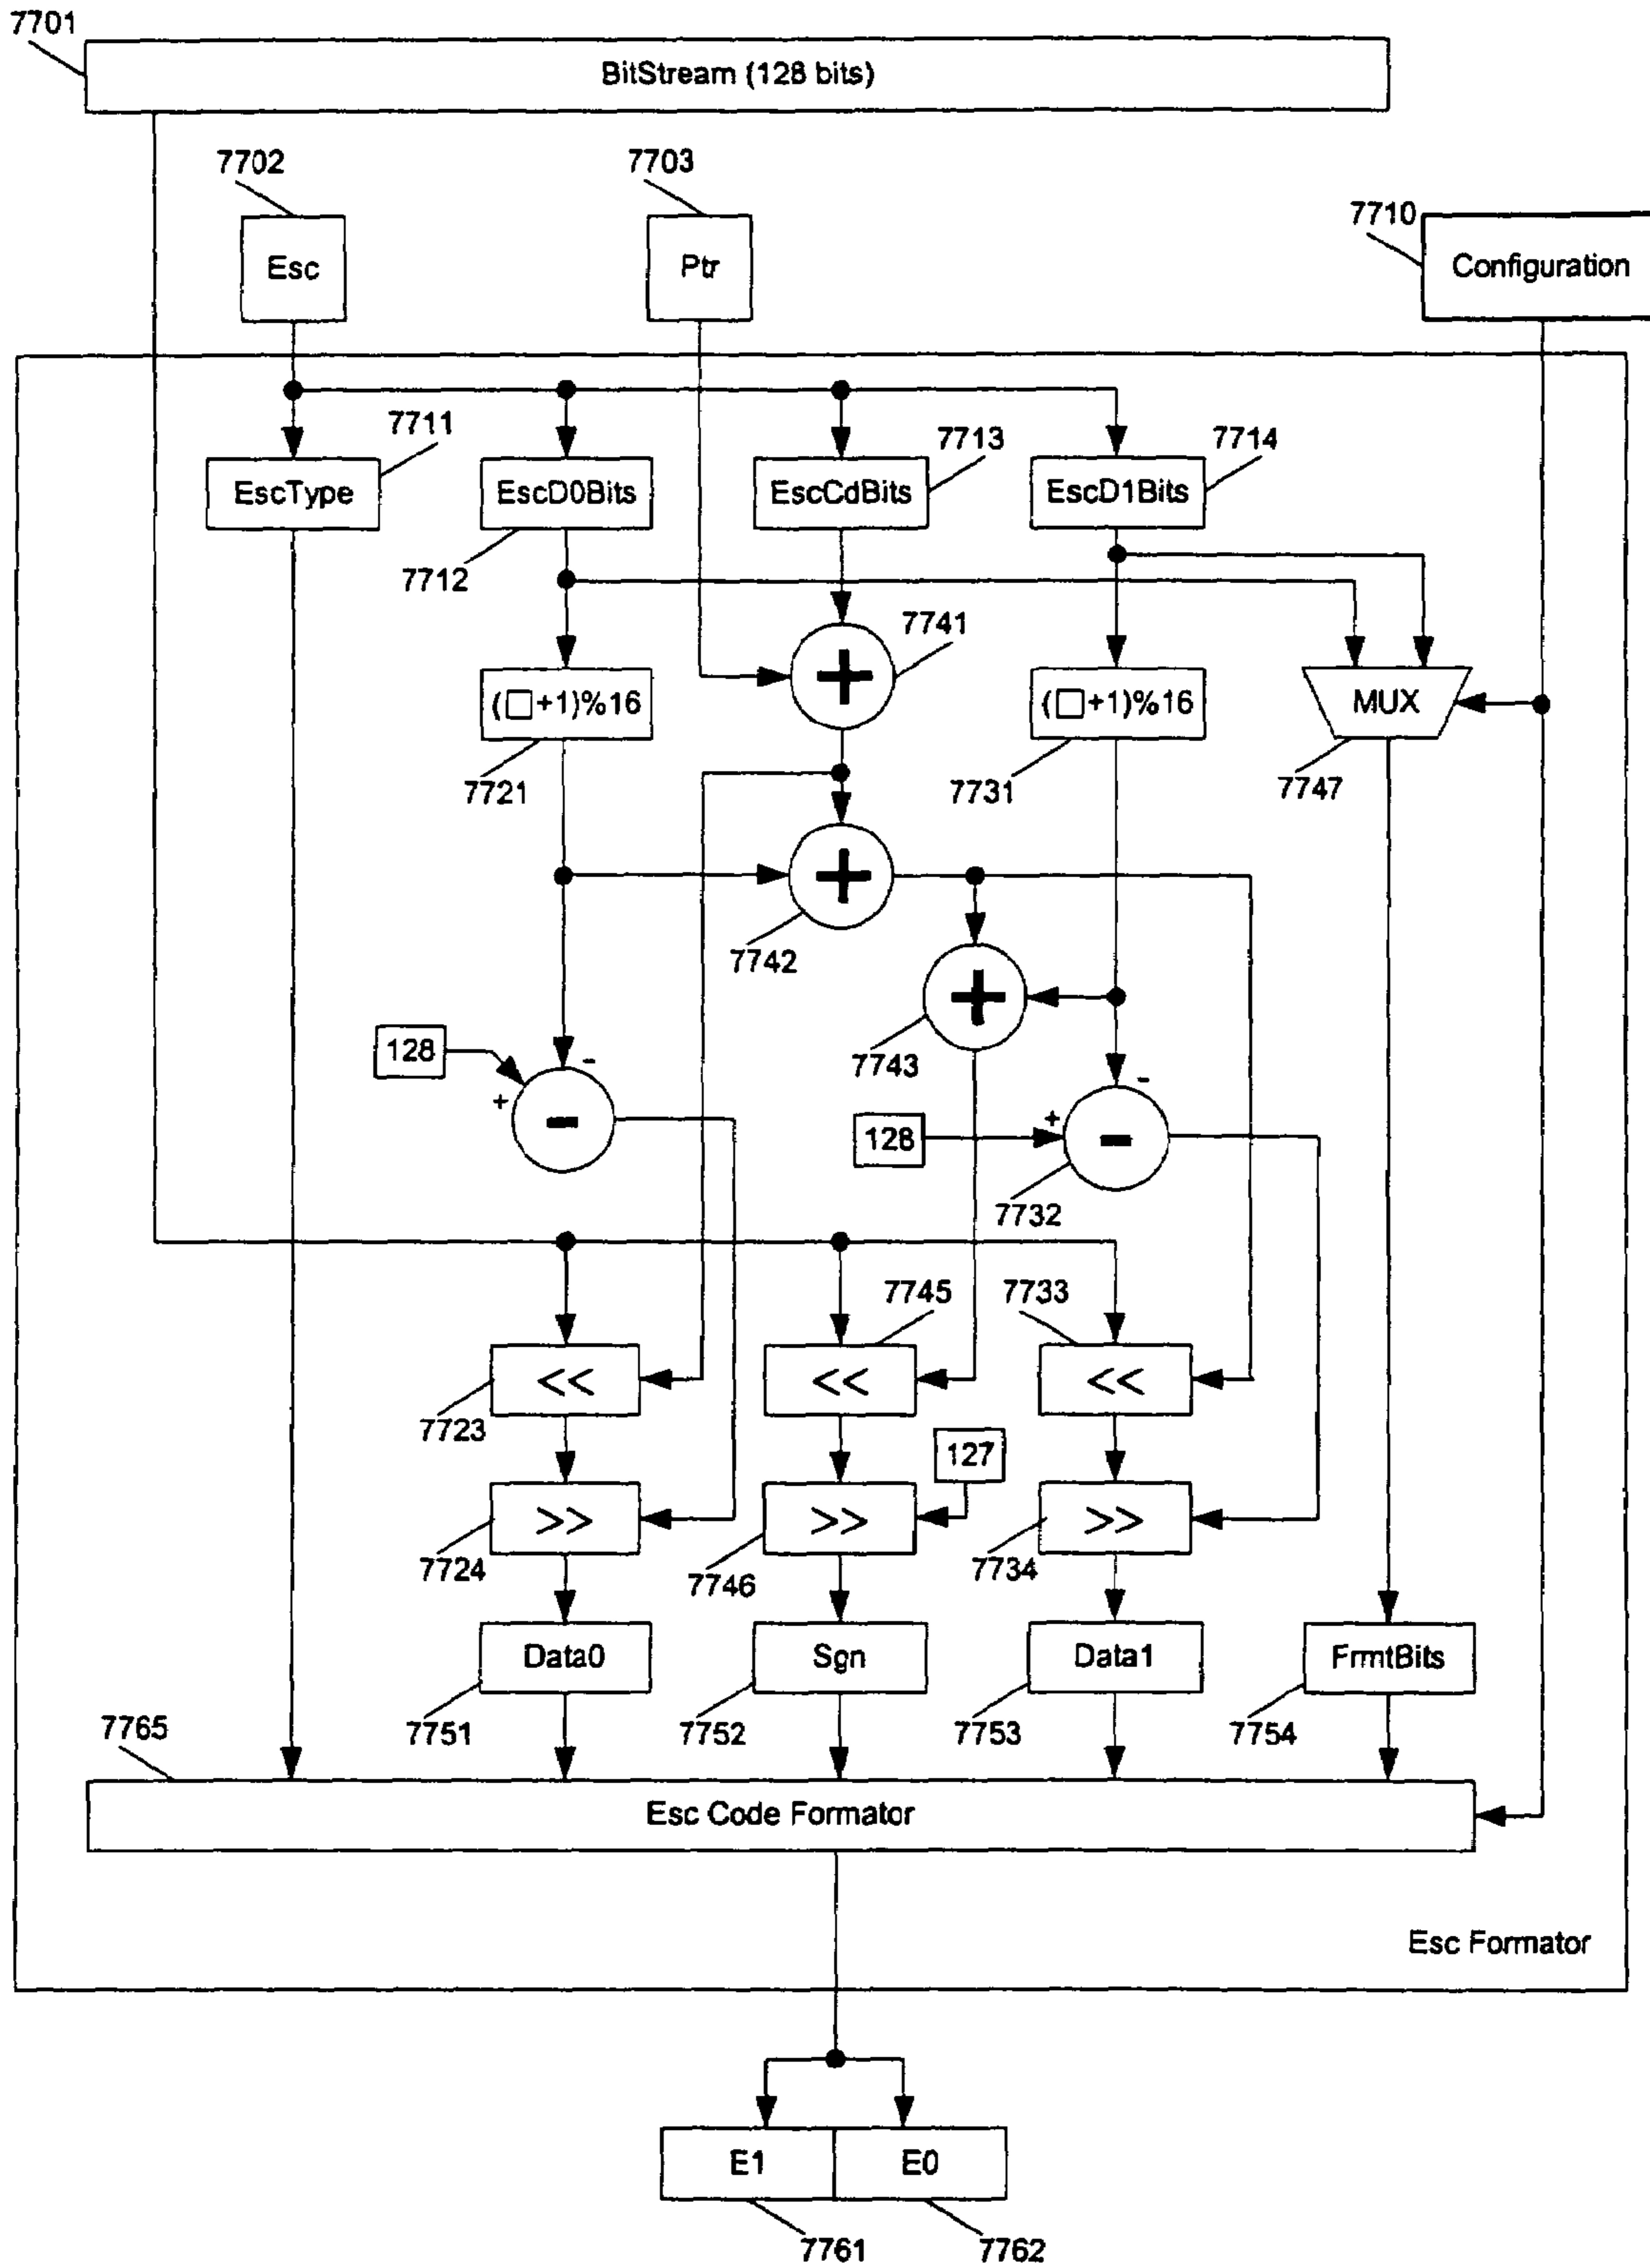 7701
BitStream (128 bits)
7702
7703
7710
Esc
Ptr
Configuration
7711
7713
7714
EscType
EscD0Bits
EscCdBits
EscD1Bits
7712
7741
+
(□+1)%16
(□+1)%16
MUX
7721
7731
7747
+
7742
+
128
-
7743
-
+
-
128
+
-
7732
7745
7733
<<
<<
<<
7723
127
>>
>>
>>
7724
7746
7734
Data0
Sgn
Data1
FrmtBits
7765
7751
7752
7753
7754
Esc Code Formator
Esc Formator
E1
E0
7761
7762